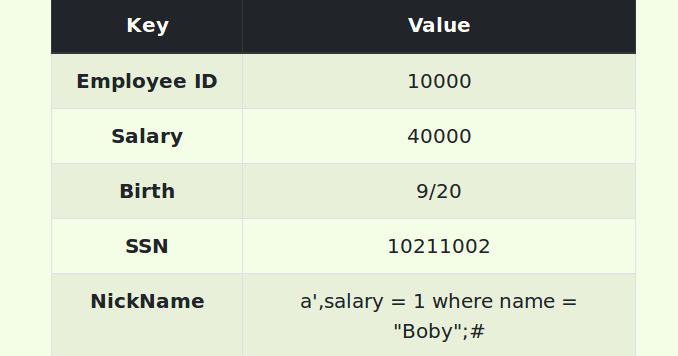 Key Value
Employee ID 10000
Salary 40000
Birth 9/20
SSN 10211002
NickName a',salary = 1 where name =
"Boby";#